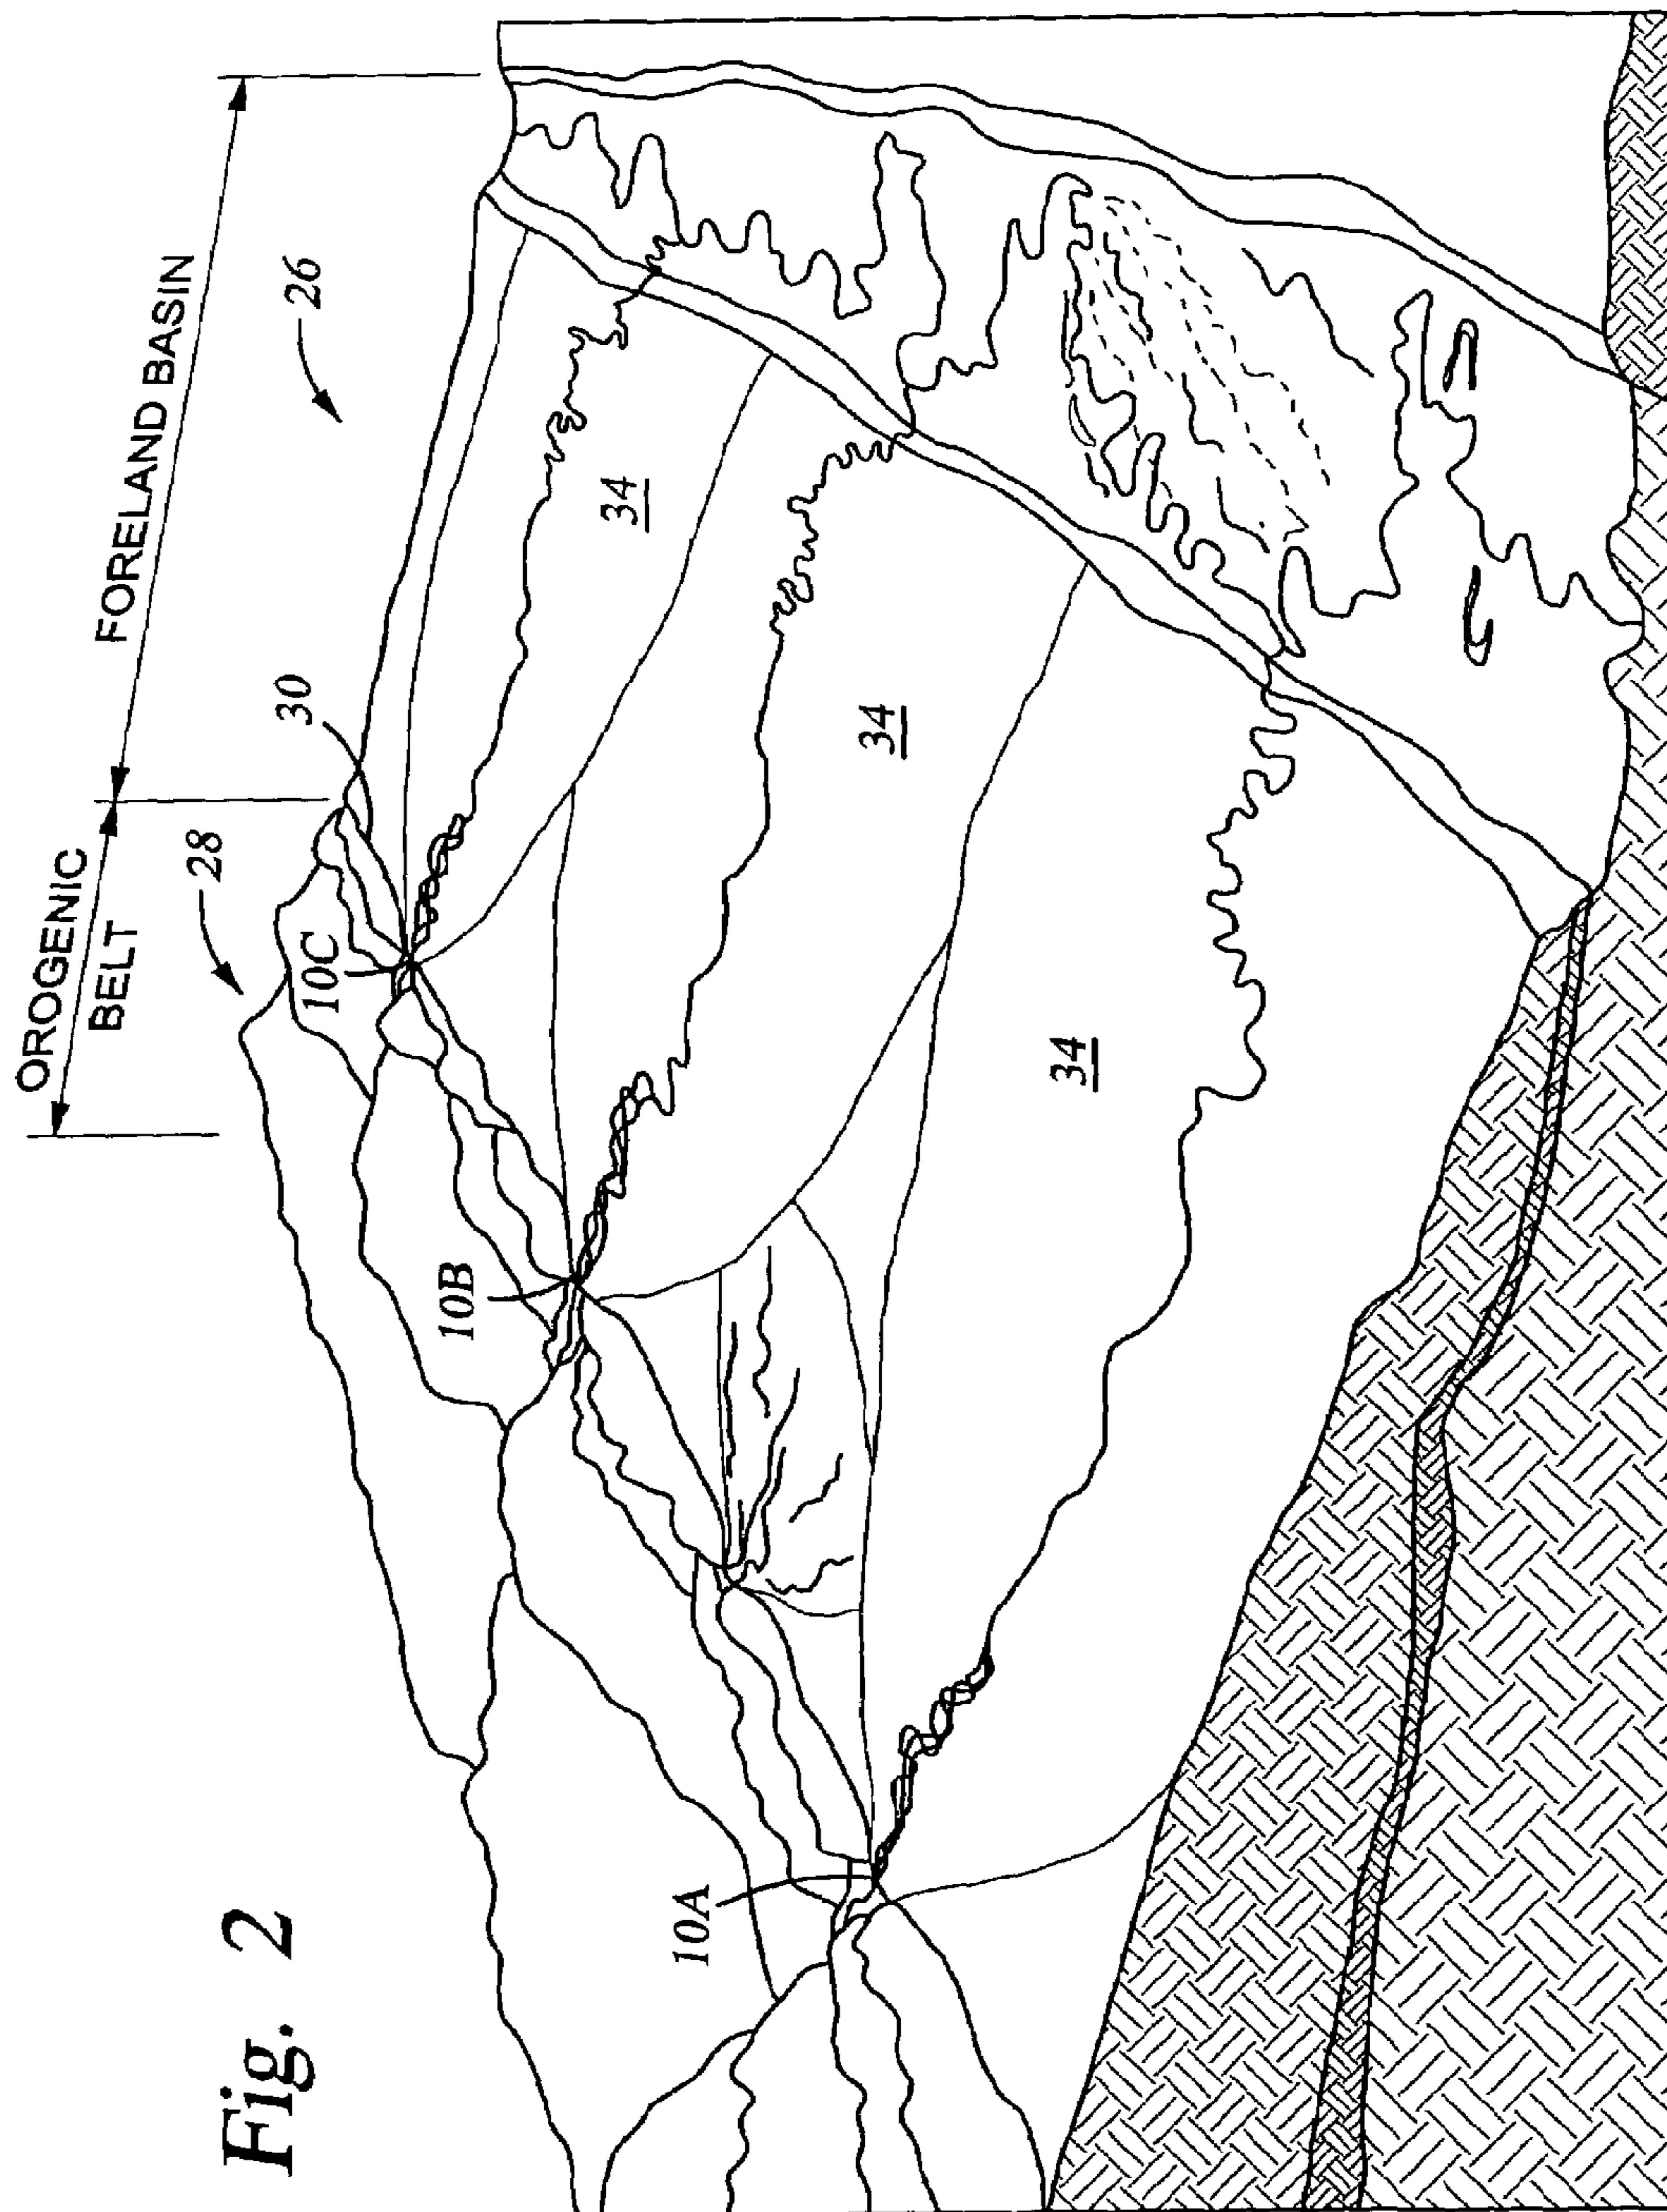 OROGENIC
BELT
FORELAND BASIN
28
26
30
10C
10B
10A
34
34
34
Fig. 2